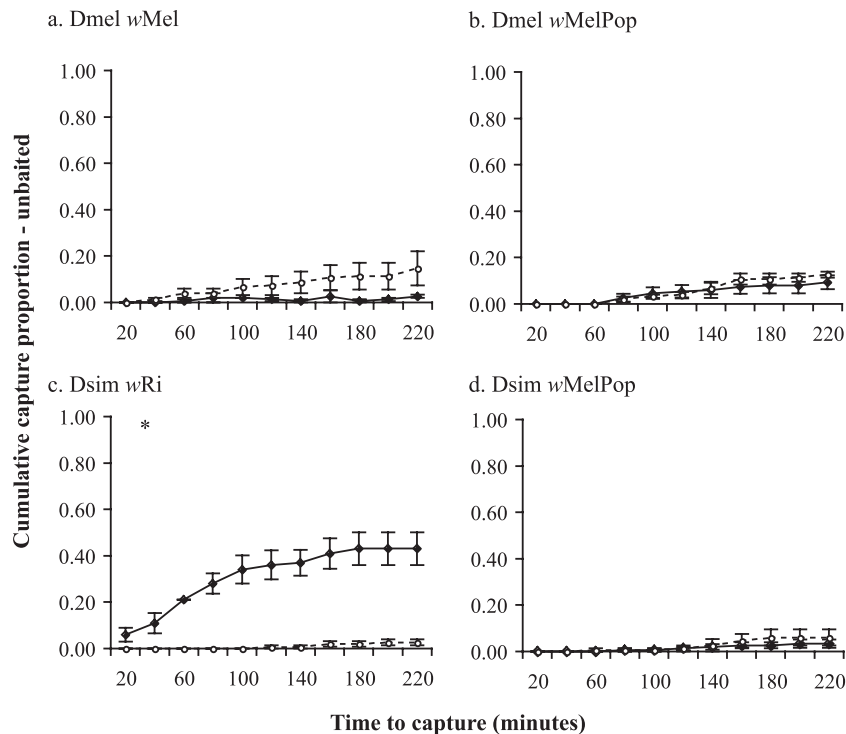 a. Dmel wMel
b. Dmel wMelPop
Cumulative capture proportion - unbaited
1.00
0.80
0.60
0.40
0.20
0.00
20 60 100 140 180 220
1.00
0.80
0.60
0.40
0.20
0.00
20 60 100 140 180 220
c. Dsim wRi
d. Dsim wMelPop
1.00
*
0.80
0.60
0.40
0.20
0.00
20 60 100 140 180 220
1.00
0.80
0.60
0.40
0.20
0.00
20 60 100 140 180 220
Time to capture (minutes)